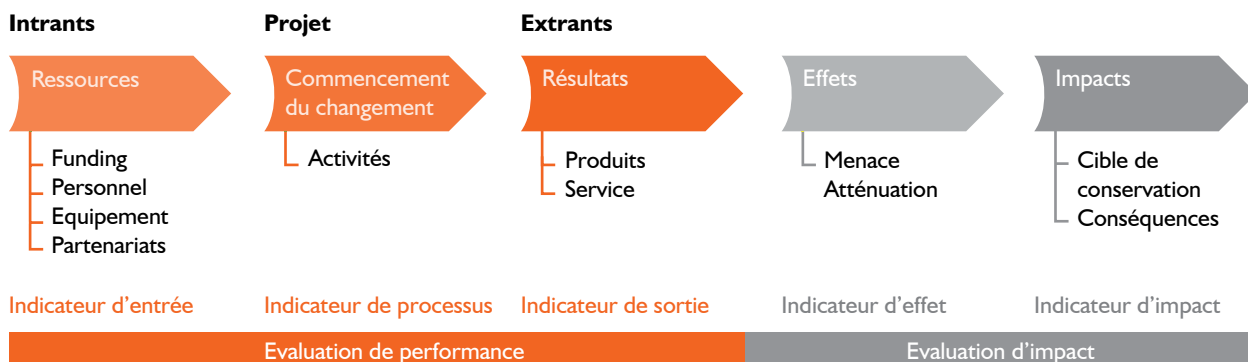 Intrants
Projet
Extrants
Ressources
Commencement
du changement
Résultats
Effets
Impacts
Funding
Personnel
Equipement
Partenariats
Activités
Produits
Service
Menace
Atténuation
Cible de
conservation
Conséquences
Indicateur d’entrée
Indicateur de processus
Indicateur de sortie
Indicateur d’effet
Indicateur d’impact
Evaluation de performance
Evaluation d’impact